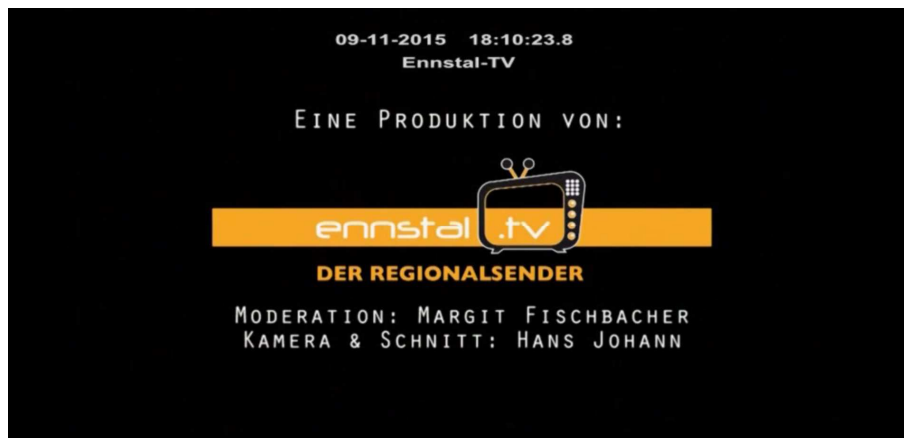 09-11-2015 18:10:23.8
Ennstal-TV
EINE PRODUKTION VON:
ennstal .tv
DER REGIONALSENDER
MODERATION: MARGIT FISCHBACHER
KAMERA & SCHNITT: HANS JOHANN